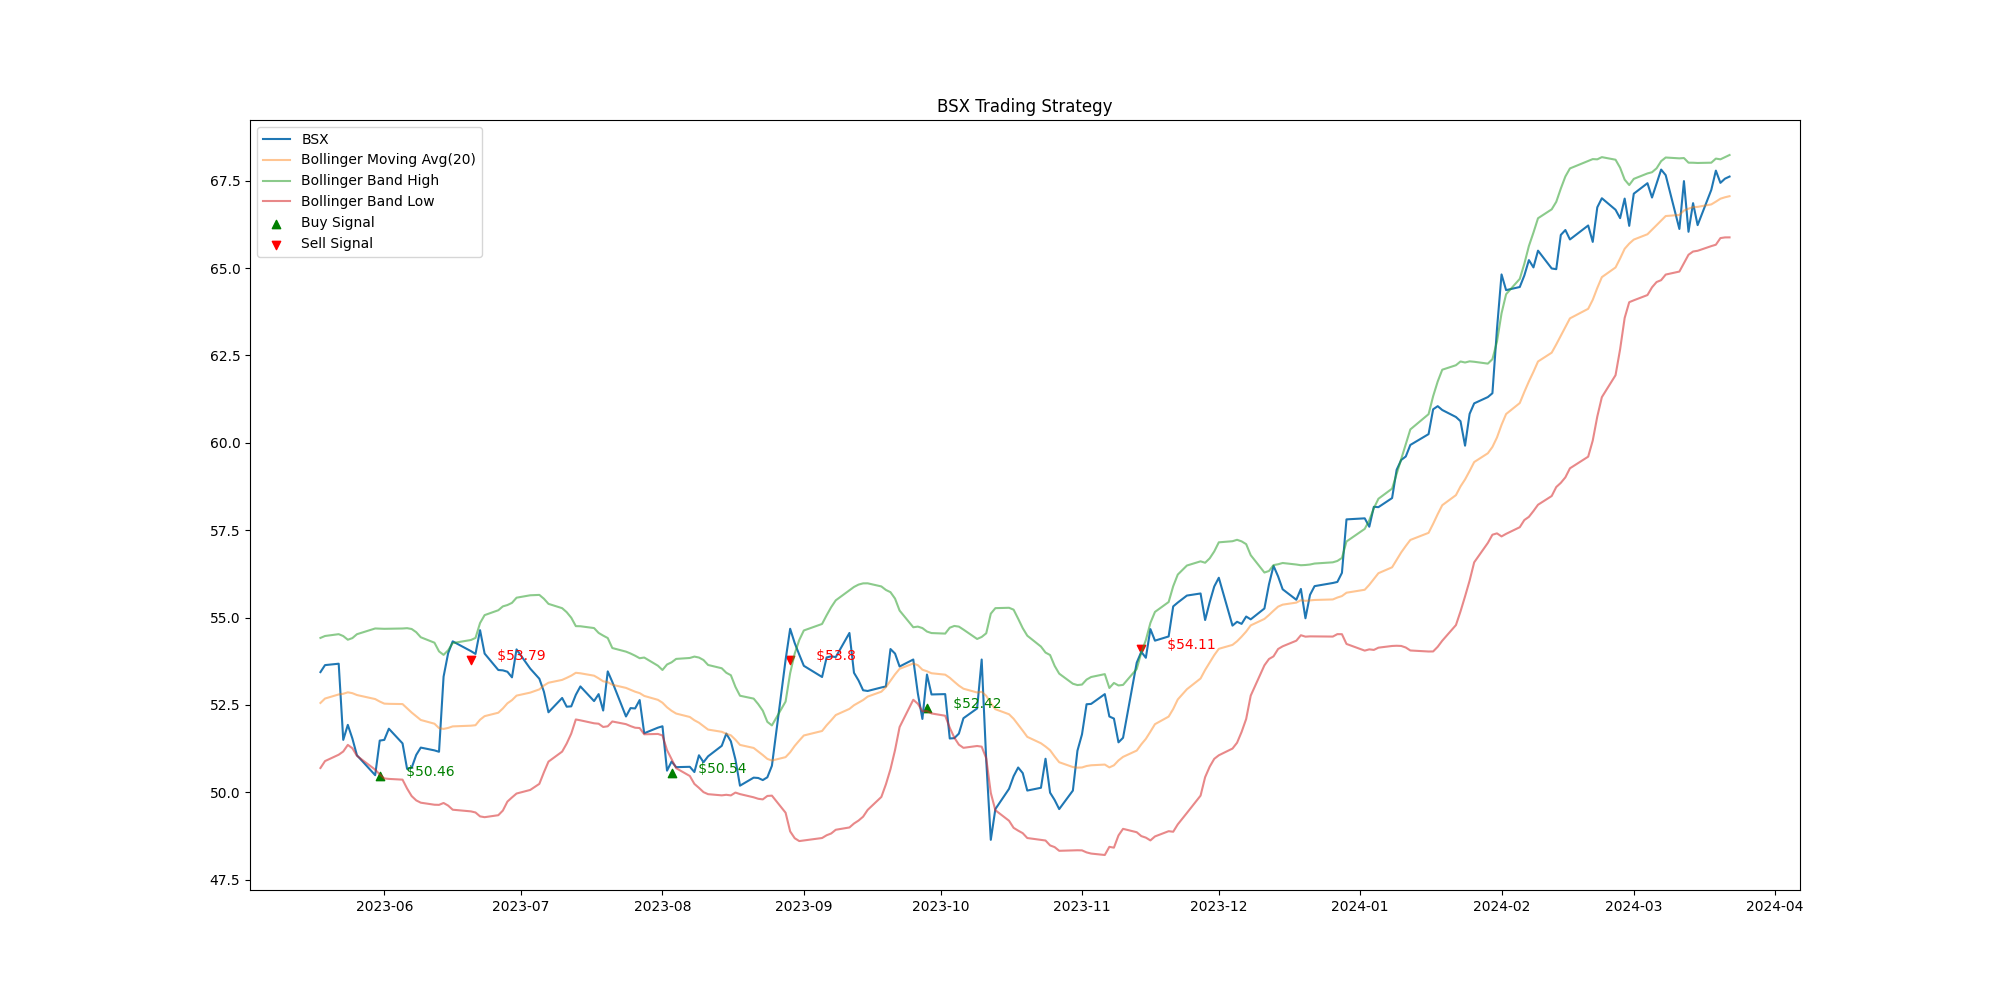 BSX Trading Strategy
BSX
Bollinger Moving Avg(20)
Bollinger Band High
Bollinger Band Low
Buy Signal
Sell Signal
67.5
65.0
62.5
60.0
57.5
55.0
52.5
50.0
47.5
$50.46
$53.79
$50.54
$53.8
$52.42
$54.11
2023-06 2023-07 2023-08 2023-09 2023-10 2023-11 2023-12 2024-01 2024-02 2024-03 2024-04